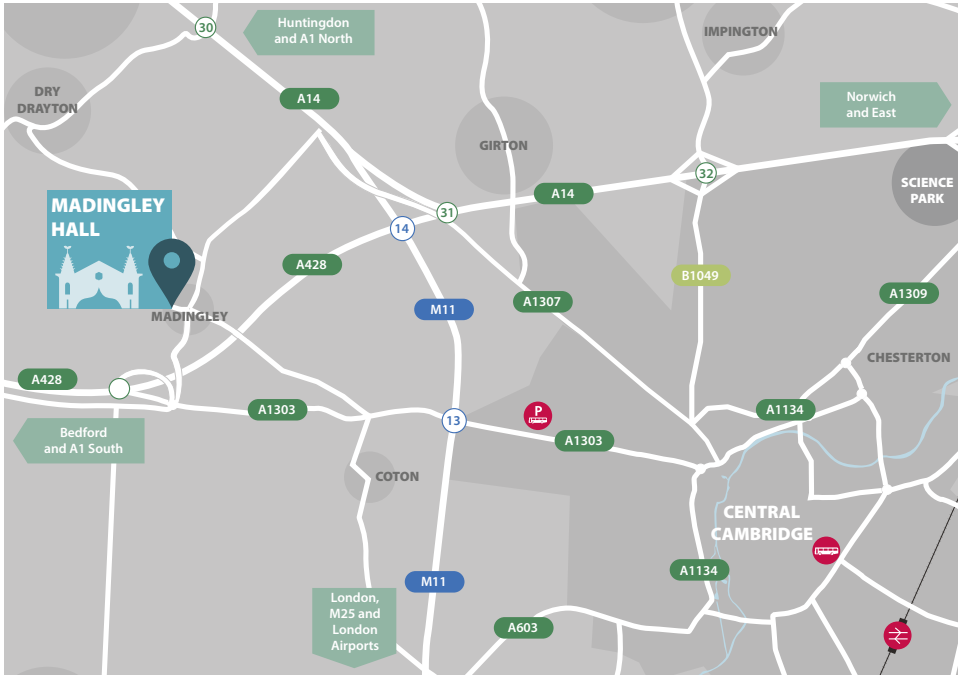 30
Huntingdon
and A1 North
IMPINGTON
DRY
DRAYTON
A14
Norwich
and East
GIRTON
32
SCIENCE
PARK
A14
MADINGLEY
HALL
31
14
A428
B1049
A1307
A1309
M11
MADINGLEY
CHESTERTON
A428
A1303
P
A1134
13
A1303
Bedford
and A1 South
COTON
CENTRAL
CAMBRIDGE
A1134
M11
London,
M25 and
London
Airports
A603